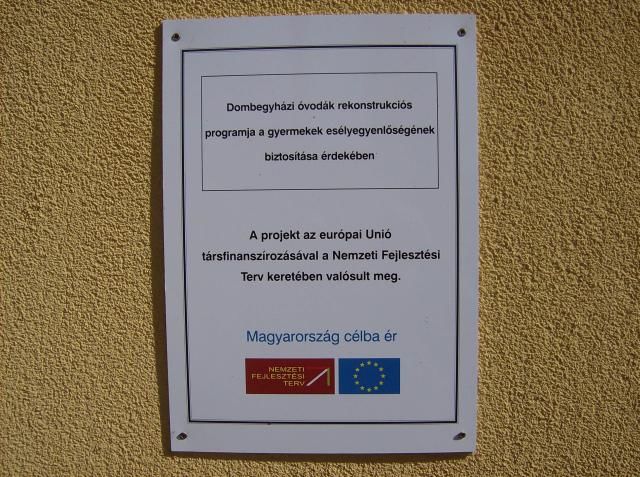 Dombegyházi óvodák rekonstrukciós
programja a gyermekek esélyegyenlőségének
biztosítása érdekében
A projekt az európai Unió
társfinanszírozásával a Nemzeti Fejlesztési
Terv keretében valósult meg.
Magyarország célba ér
NEMZETI
FEJLESZTÉSI
TERV